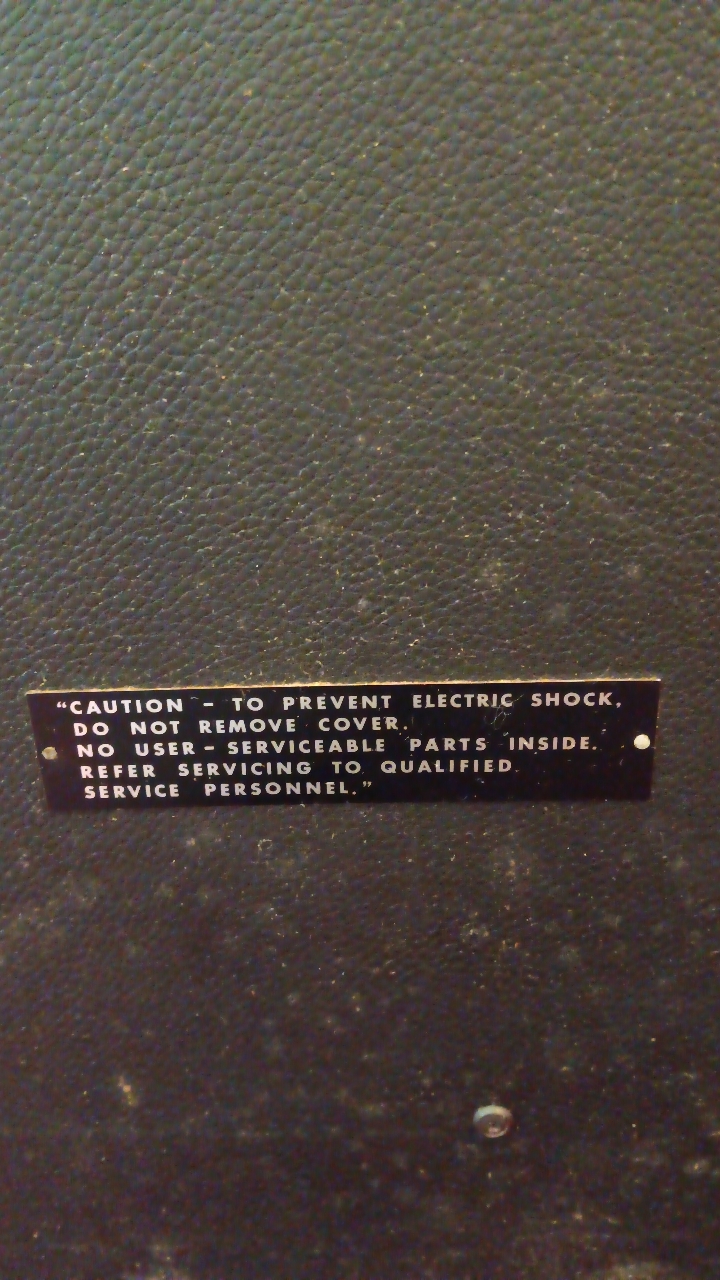 “CAUTION – TO PREVENT ELECTRIC SHOCK,
DO NOT REMOVE COVER.
NO USER – SERVICEABLE PARTS INSIDE.
REFER SERVICING TO QUALIFIED
SERVICE PERSONNEL.”